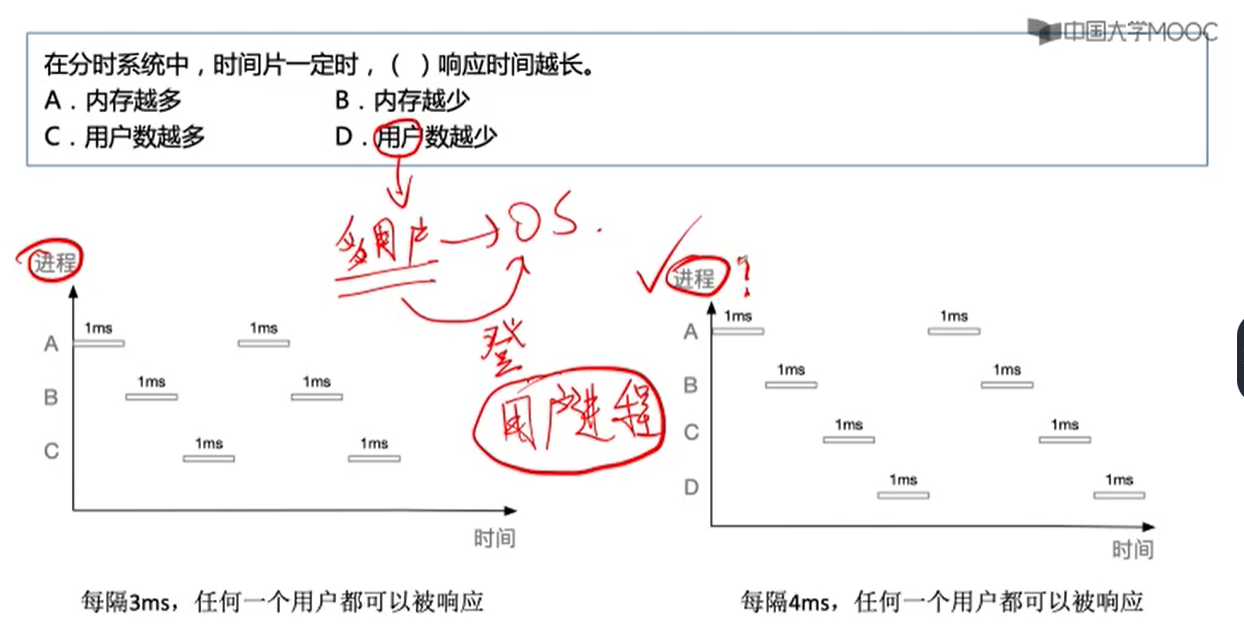 中国大学MOOC
在分时系统中，时间片一定时，（ ）响应时间越长。
A．内存越多 B．内存越少
C．用户数越多 D．用户数越少
多用户→OS.
登
用户进程
进程
1ms 1ms
A
1ms 1ms
B
1ms 1ms
C
时间
每隔3ms，任何一个用户都可以被响应
进程?
1ms 1ms
A
1ms 1ms
B
1ms 1ms
C
1ms 1ms
D
时间
每隔4ms，任何一个用户都可以被响应